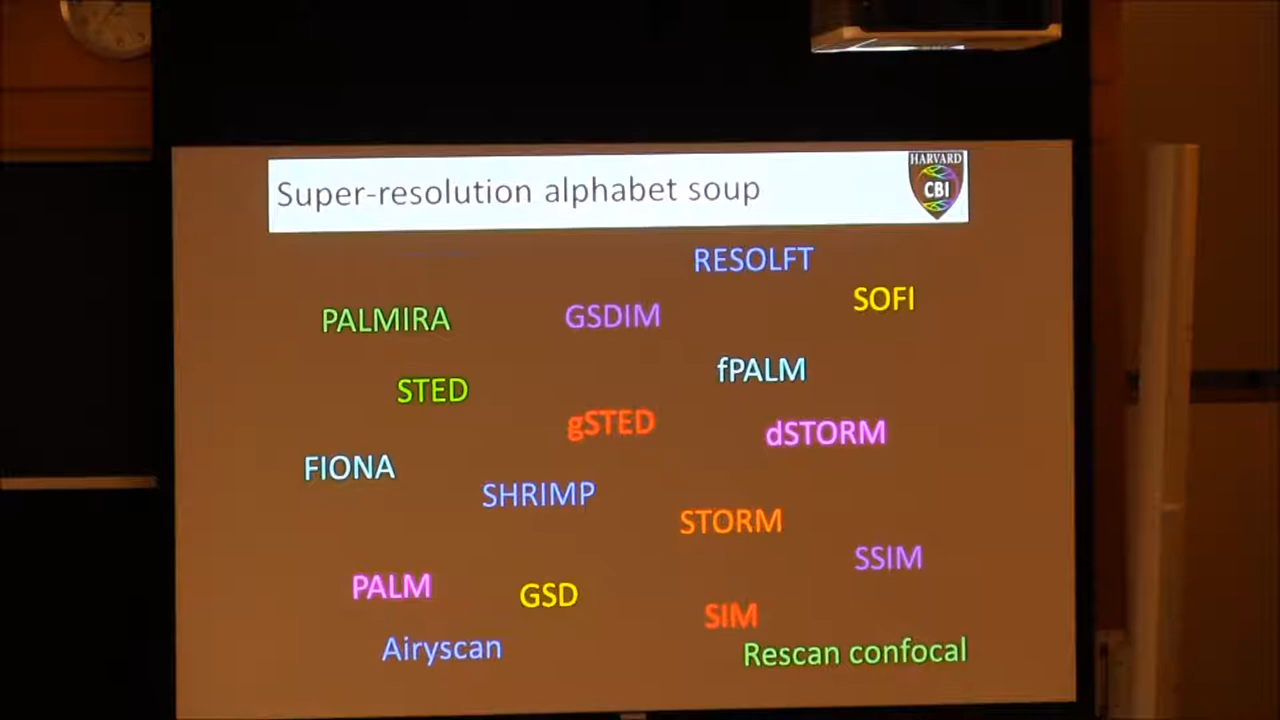 Super-resolution alphabet soup
HARVARD
CBI
RESOLFT
SOFI
PALMIRA
GSDIM
fPALM
STED
gSTED
dSTORM
FIONA
SHRIMP
STORM
SSIM
PALM
GSD
SIM
Airyscan
Rescan confocal